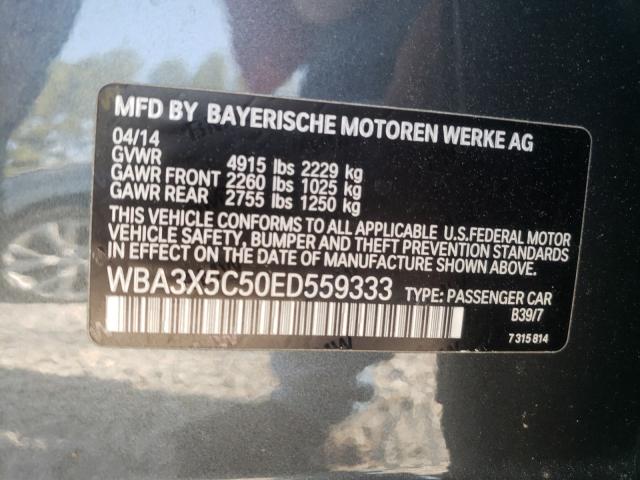 MFD BY BAYERISCHE MOTOREN WERKE AG
04/14
GVWR 4915 lbs 2229 kg
GAWR FRONT 2260 lbs 1025 kg
GAWR REAR 2755 lbs 1250 kg
THIS VEHICLE CONFORMS TO ALL APPLICABLE U.S.FEDERAL MOTOR
VEHICLE SAFETY, BUMPER AND THEFT PREVENTION STANDARDS
IN EFFECT ON THE DATE OF MANUFACTURE SHOWN ABOVE.
WBA3X5C50ED559333 TYPE: PASSENGER CAR
B39/7
7 315 814